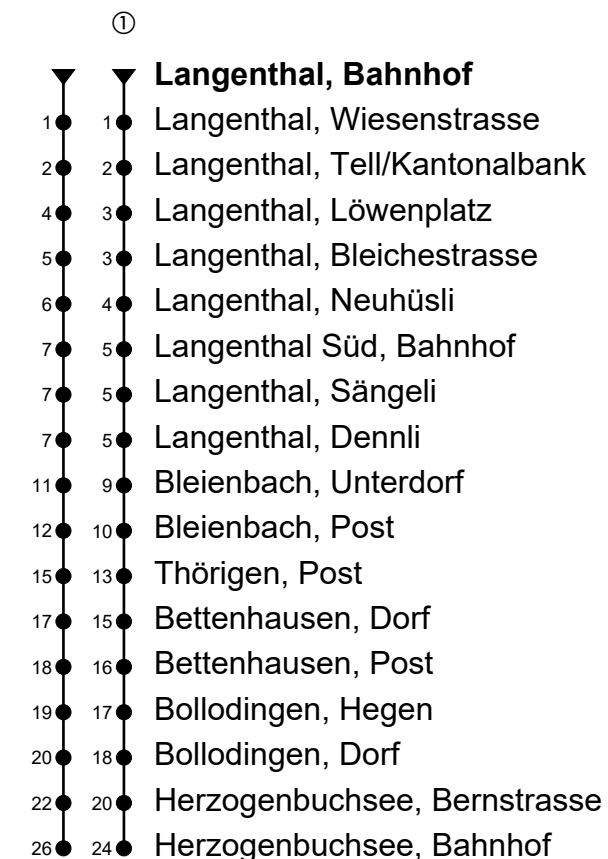 ①
Langenthal, Bahnhof
1 1 Langenthal, Wiesenstrasse
2 2 Langenthal, Tell/Kantonalbank
4 3 Langenthal, Löwenplatz
5 3 Langenthal, Bleichestrasse
6 4 Langenthal, Neuhüsli
7 5 Langenthal Süd, Bahnhof
7 5 Langenthal, Sängeli
7 5 Langenthal, Dennli
11 9 Bleienbach, Unterdorf
12 10 Bleienbach, Post
15 13 Thörigen, Post
17 15 Bettenhausen, Dorf
18 16 Bettenhausen, Post
19 17 Bollodingen, Hegen
20 18 Bollodingen, Dorf
22 20 Herzogenbuchsee, Bernstrasse
26 24 Herzogenbuchsee, Bahnhof